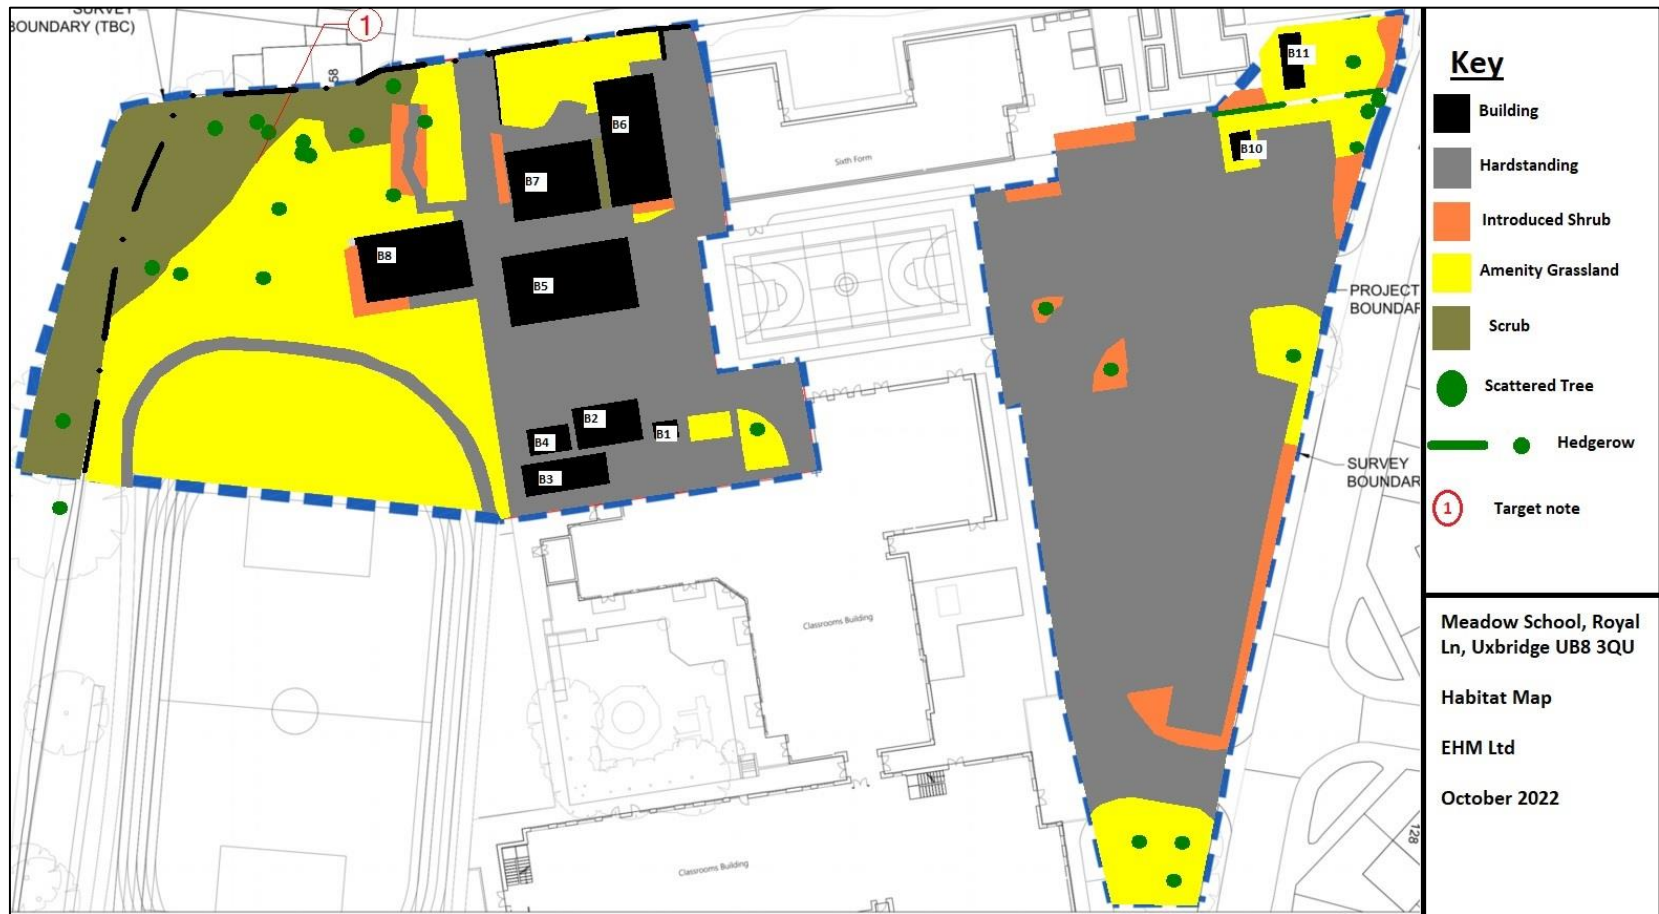 SURVEY
BOUNDARY (TBC)
1
58
B11
B10
B6
B7
B8
B5
B2
B4
B1
B3
Sixth Form
PROJECT
BOUNDAR
SURVEY
BOUNDAR
Classrooms Building
Classrooms Building
128
Key
Building
Hardstanding
Introduced Shrub
Amenity Grassland
Scrub
Scattered Tree
Hedgerow
1 Target note
Meadow School, Royal
Ln, Uxbridge UB8 3QU
Habitat Map
EHM Ltd
October 2022